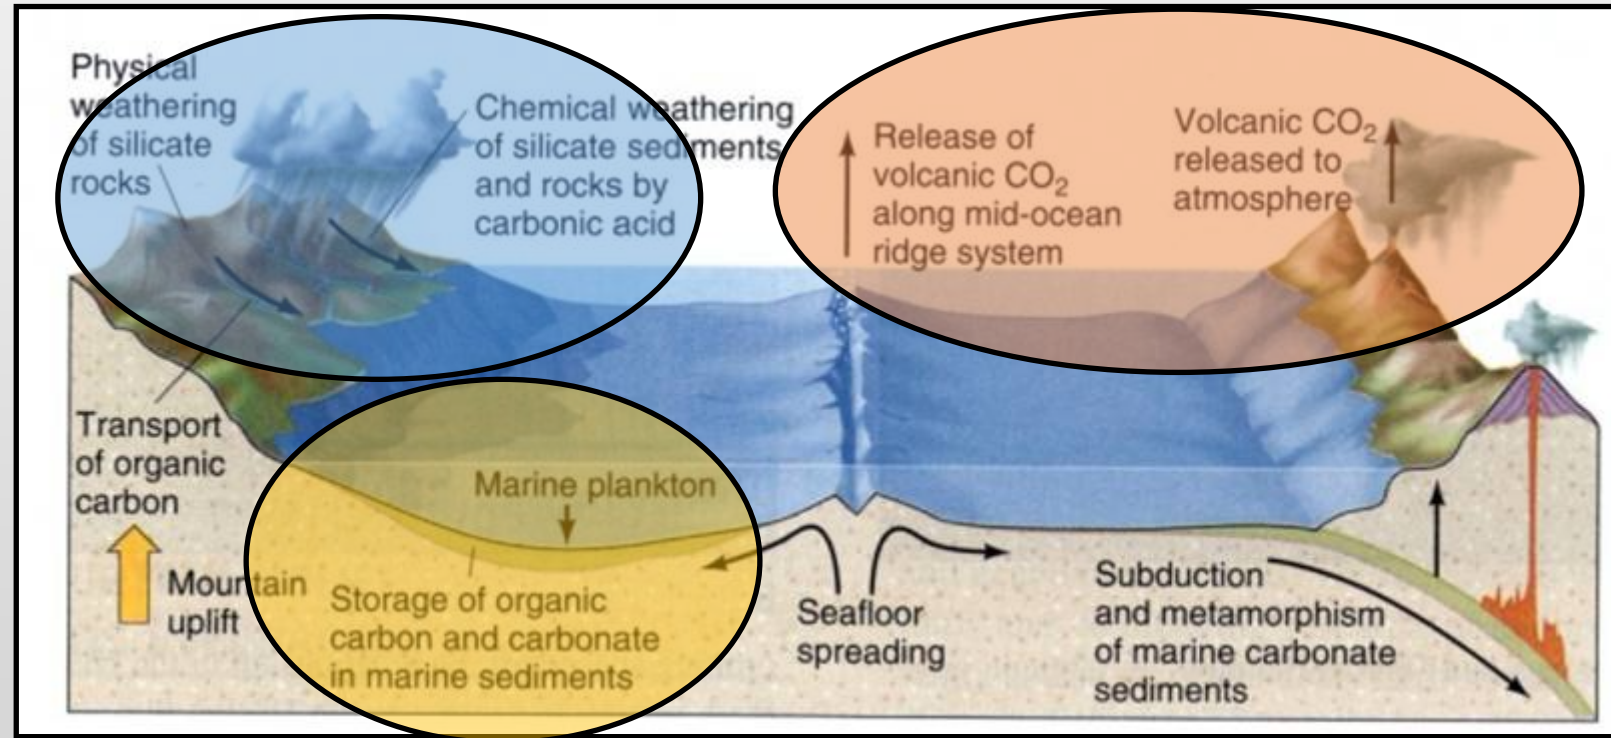 Physical
weathering
of silicate
rocks
Chemical weathering
of silicate sediments
and rocks by
carbonic acid
Release of
volcanic CO₂
along mid-ocean
ridge system
Volcanic CO₂
released to
atmosphere
Transport
of organic
carbon
Mountain
uplift
Marine plankton
Storage of organic
carbon and carbonate
in marine sediments
Seafloor
spreading
Subduction
and metamorphism
of marine carbonate
sediments